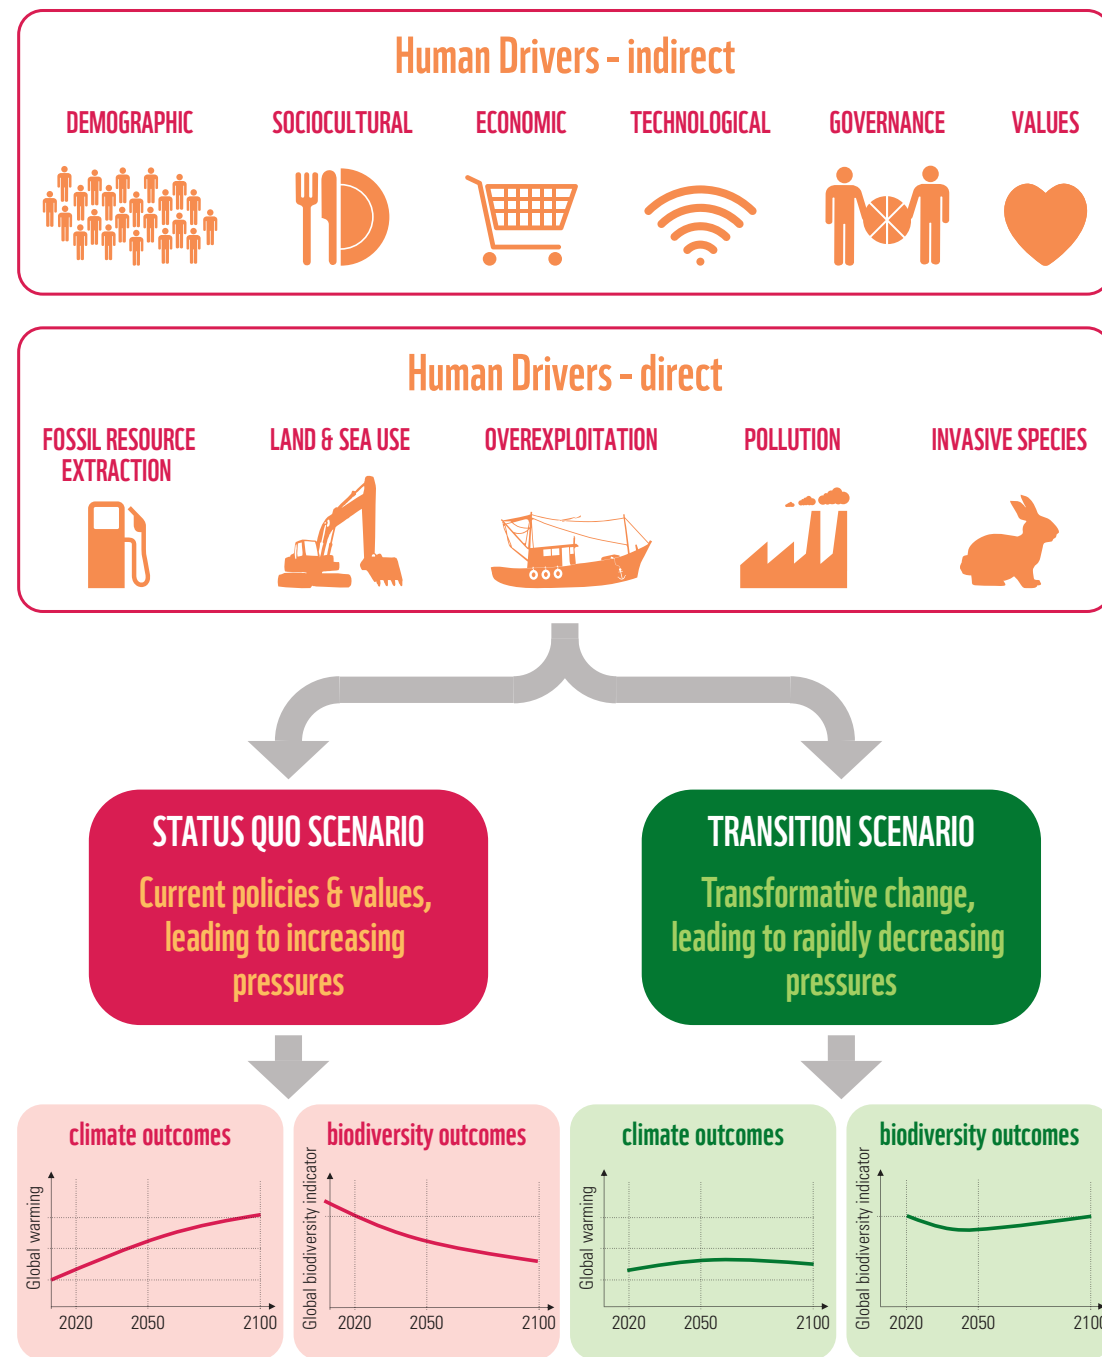 Human Drivers - indirect
DEMOGRAPHIC
SOCIOCULTURAL
ECONOMIC
TECHNOLOGICAL
GOVERNANCE
VALUES
Human Drivers - direct
FOSSIL RESOURCE
EXTRACTION
LAND & SEA USE
OVEREXPLOITATION
POLLUTION
INVASIVE SPECIES
STATUS QUO SCENARIO
Current policies & values,
leading to increasing
pressures
TRANSITION SCENARIO
Transformative change,
leading to rapidly decreasing
pressures
climate outcomes
Global warming
2020
2050
2100
biodiversity outcomes
Global biodiversity indicator
2020
2050
2100
climate outcomes
Global warming
2020
2050
2100
biodiversity outcomes
Global biodiversity indicator
2020
2050
2100